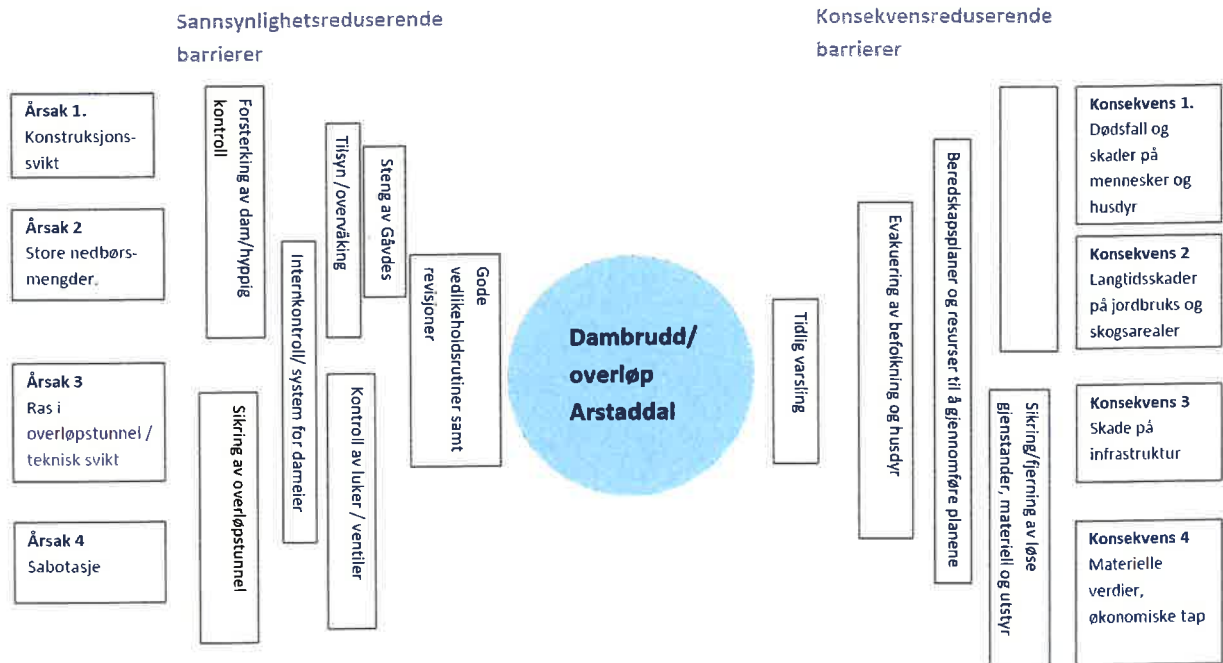 Sannsynlighetsreduserende
barrierer
Konsekvensreduserende
barrierer
Årsak 1.
Konstruksjons-
svikt
Årsak 2
Store nedbørs-
mengder.
Årsak 3
Ras i
overløpstunnel /
teknisk svikt
Årsak 4
Sabotasje
Forsterking av dam/hyppig
kontroll
Sikring av overløpstunnel
Internkontroll/ system for dameier
Tilsyn /overvåking
Kontroll av luker / ventiler
Steng av Gåvdes
Gode
vedlikeholdsrutiner samt
revisjoner
Dambrudd/
overløp
Arstaddal
Tidlig varsling
Evakuering av befolkning og husdyr
Beredskapsplaner og resurser til å gjennomføre planene
Sikring/fjerning av løse
gjenstander, materiell og utstyr
Konsekvens 1.
Dødsfall og
skader på
mennesker og
husdyr
Konsekvens 2
Langtidsskader
på jordbruks og
skogsarealer
Konsekvens 3
Skade på
infrastruktur
Konsekvens 4
Materielle
verdier,
økonomiske tap